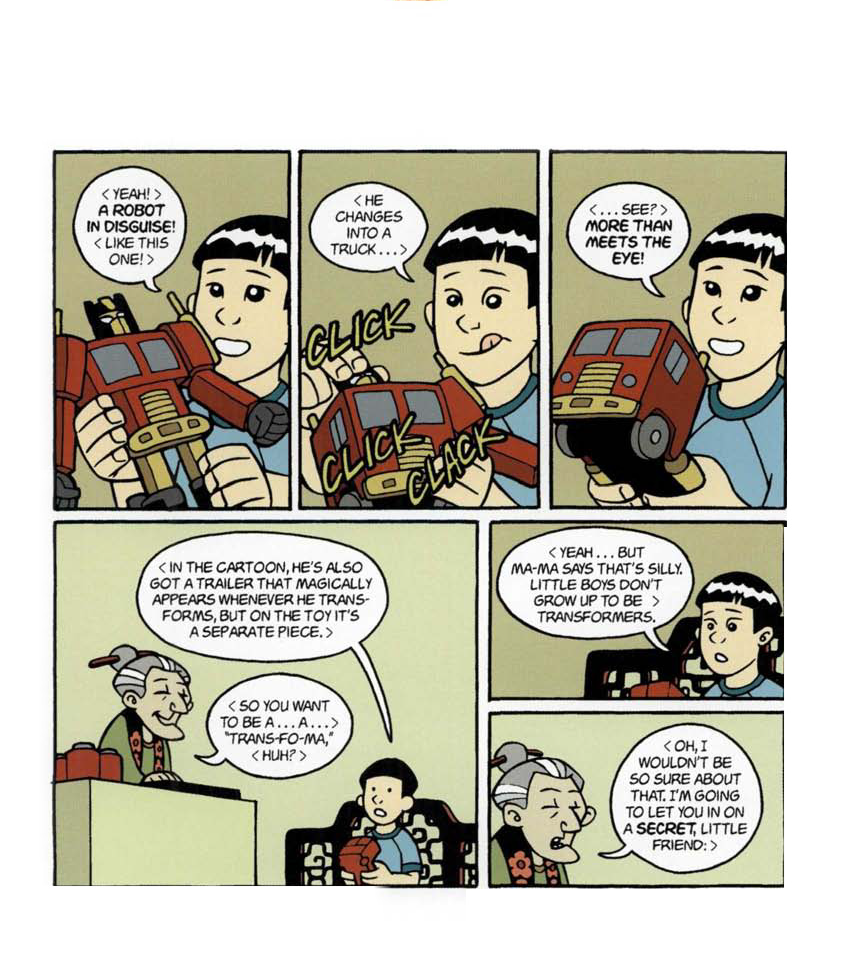 < YEAH! >
A ROBOT
IN DISGUISE!
< LIKE THIS
ONE! >
< HE
CHANGES
INTO A
TRUCK . . . >
CLICK
CLICK
CLACK
< . . . SEE? >
MORE THAN
MEETS THE
EYE!
< IN THE CARTOON, HE'S ALSO
GOT A TRAILER THAT MAGICALLY
APPEARS WHENEVER HE TRANS-
FORMS, BUT ON THE TOY IT'S
A SEPARATE PIECE. >
< SO YOU WANT
TO BE A . . . A . . . >
"TRANS-FO-MA,"
< HUH? >
< YEAH . . . BUT
MA-MA SAYS THAT'S SILLY.
LITTLE BOYS DON'T
GROW UP TO BE >
TRANSFORMERS.
< OH, I
WOULDN'T BE
SO SURE ABOUT
THAT. I'M GOING
TO LET YOU IN ON
A SECRET, LITTLE
FRIEND: >